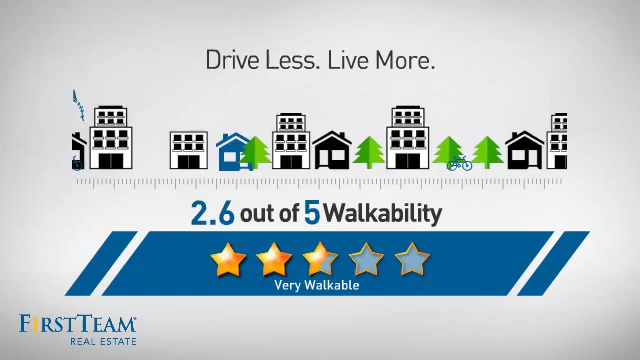 Drive Less. Live More.
2.6 out of 5 Walkability
Very Walkable
FIRSTTEAM®
REAL ESTATE